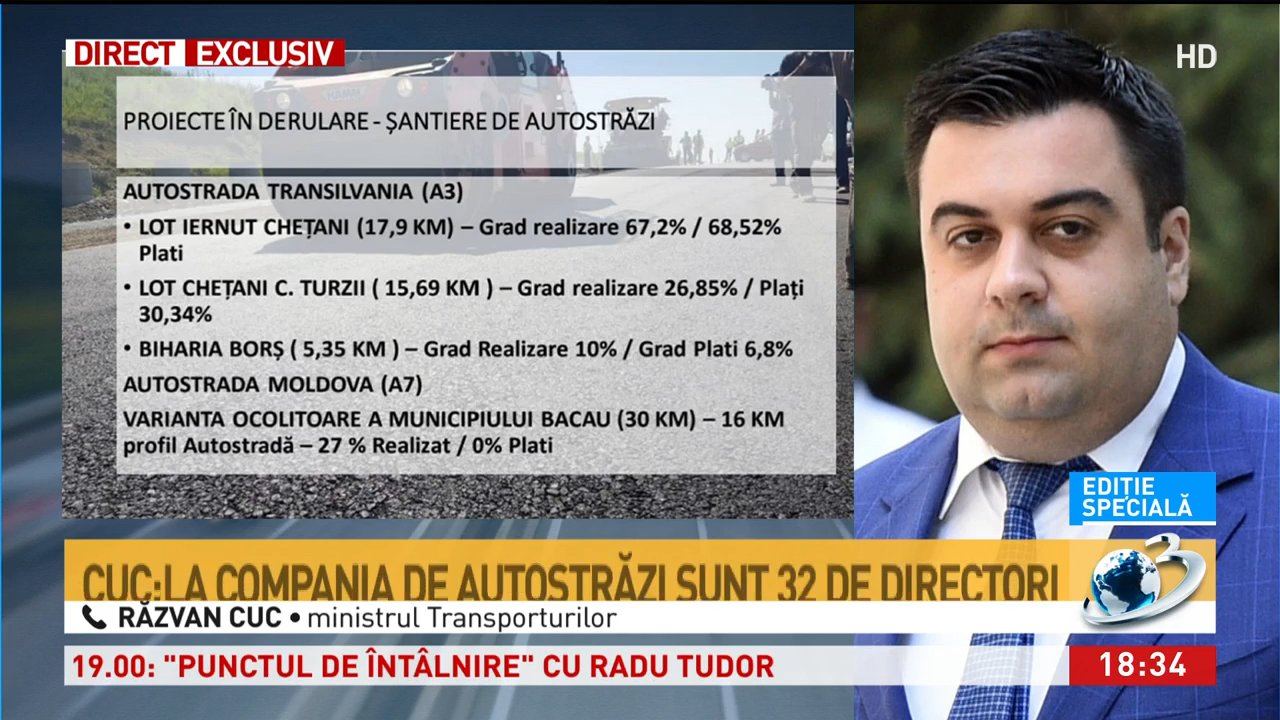 DIRECT EXCLUSIV
HD
PROIECTE ÎN DERULARE - ȘANTIERE DE AUTOSTRĂZI
AUTOSTRADA TRANSILVANIA (A3)
• LOT IERNUT CHEȚANI (17,9 KM) – Grad realizare 67,2% / 68,52%
Plati
• LOT CHEȚANI C. TURZII ( 15,69 KM ) – Grad realizare 26,85% / Plați
30,34%
• BIHARIA BORȘ ( 5,35 KM ) – Grad Realizare 10% / Grad Plati 6,8%
AUTOSTRADA MOLDOVA (A7)
VARIANTA OCOLITOARE A MUNICIPIULUI BACAU (30 KM) – 16 KM
profil Autostradă – 27 % Realizat / 0% Plati
EDIȚIE
SPECIALĂ
CUC:LA COMPANIA DE AUTOSTRĂZI SUNT 32 DE DIRECTORI
3
RĂZVAN CUC • ministrul Transporturilor
19.00: "PUNCTUL DE ÎNTÂLNIRE" CU RADU TUDOR
18:34